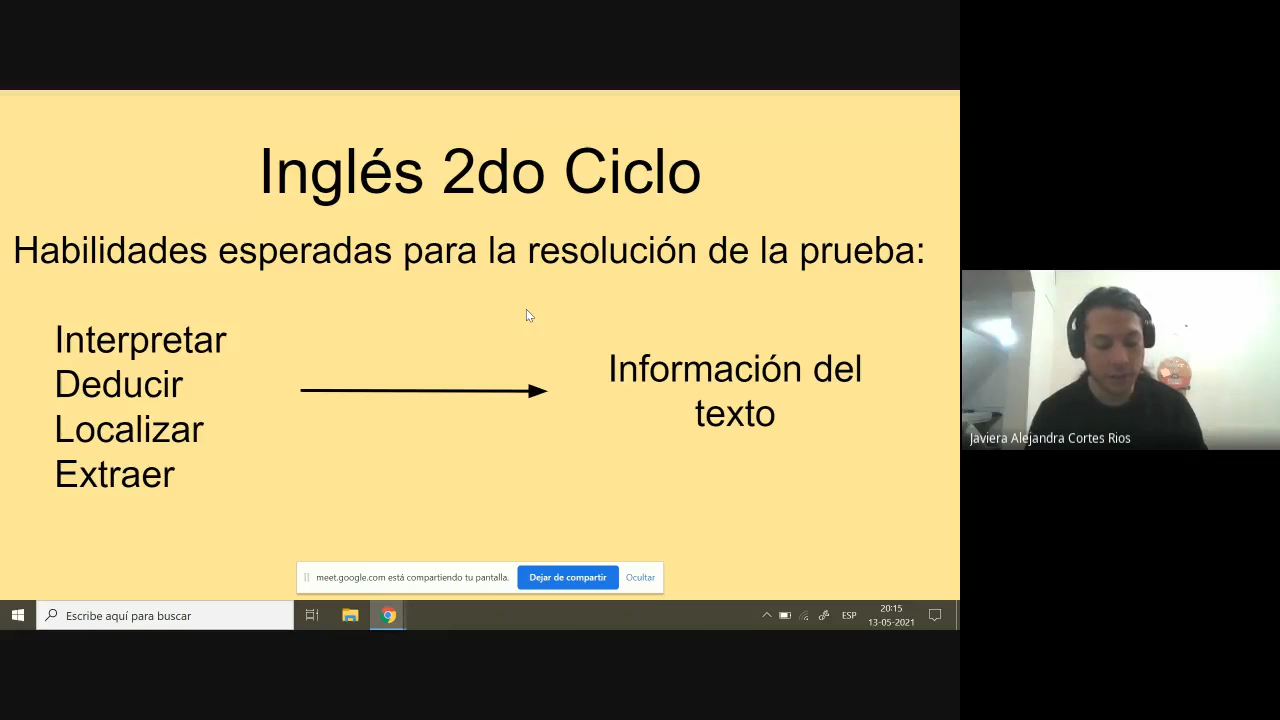 Inglés 2do Ciclo
Habilidades esperadas para la resolución de la prueba:
Interpretar
Deducir
Localizar
Extraer
Información del
texto
meet.google.com está compartiendo tu pantalla.
Dejar de compartir
Ocultar
Escribe aquí para buscar
ESP
20:15
13-05-2021
Javiera Alejandra Cortes Rios